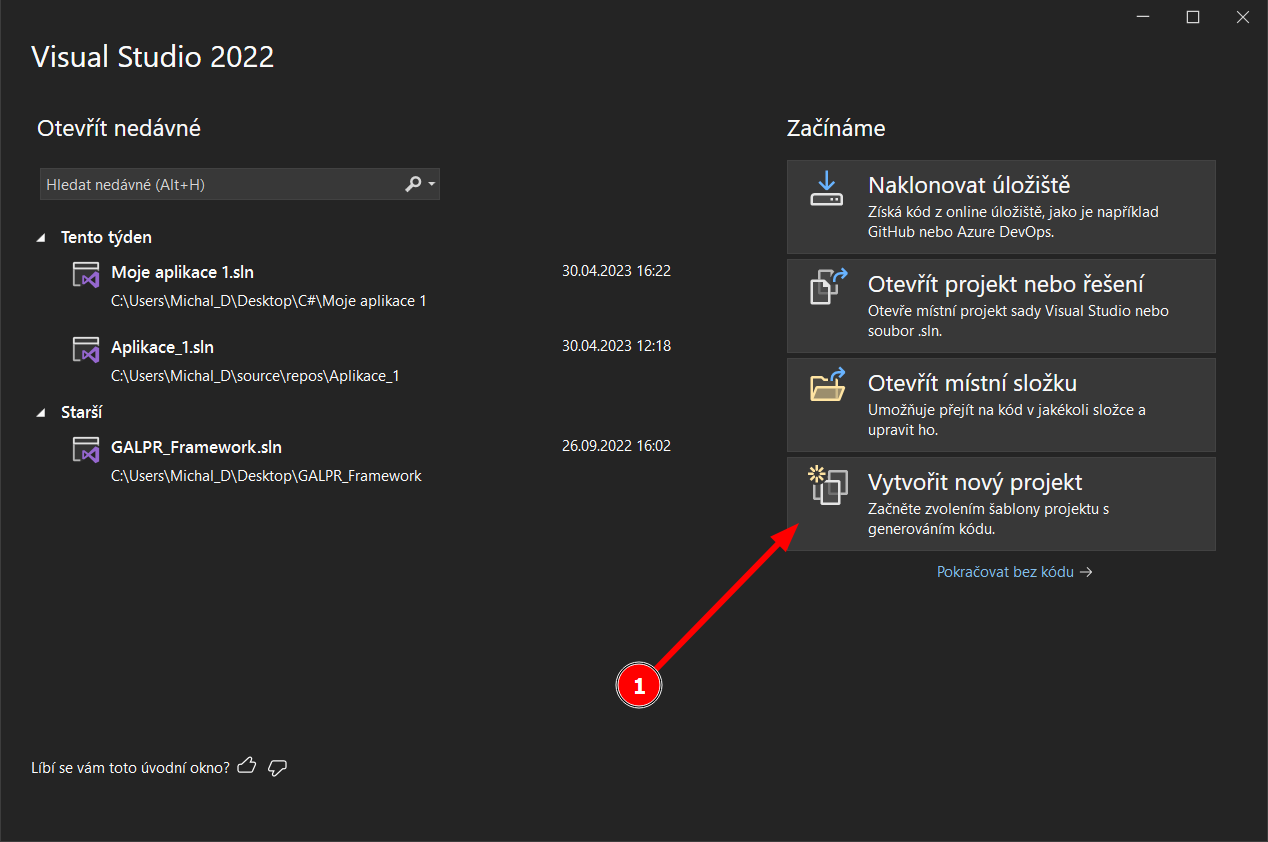 Visual Studio 2022
Otevřít nedávné
Hledat nedávné (Alt+H)
Tento týden
Moje aplikace 1.sln
30.04.2023 16:22
C:\Users\Michal_D\Desktop\C#\Moje aplikace 1
Aplikace_1.sln
30.04.2023 12:18
C:\Users\Michal_D\source\repos\Aplikace_1
Starší
GALPR_Framework.sln
26.09.2022 16:02
C:\Users\Michal_D\Desktop\GALPR_Framework
Začínáme
Naklonovat úložiště
Získá kód z online úložiště, jako je například
GitHub nebo Azure DevOps.
Otevřít projekt nebo řešení
Otevře místní projekt sady Visual Studio nebo
soubor .sln.
Otevřít místní složku
Umožňuje přejít na kód v jakékoli složce a
upravit ho.
Vytvořit nový projekt
Začněte zvolením šablony projektu s
generováním kódu.
Pokračovat bez kódu →
1
Líbí se vám toto úvodní okno?